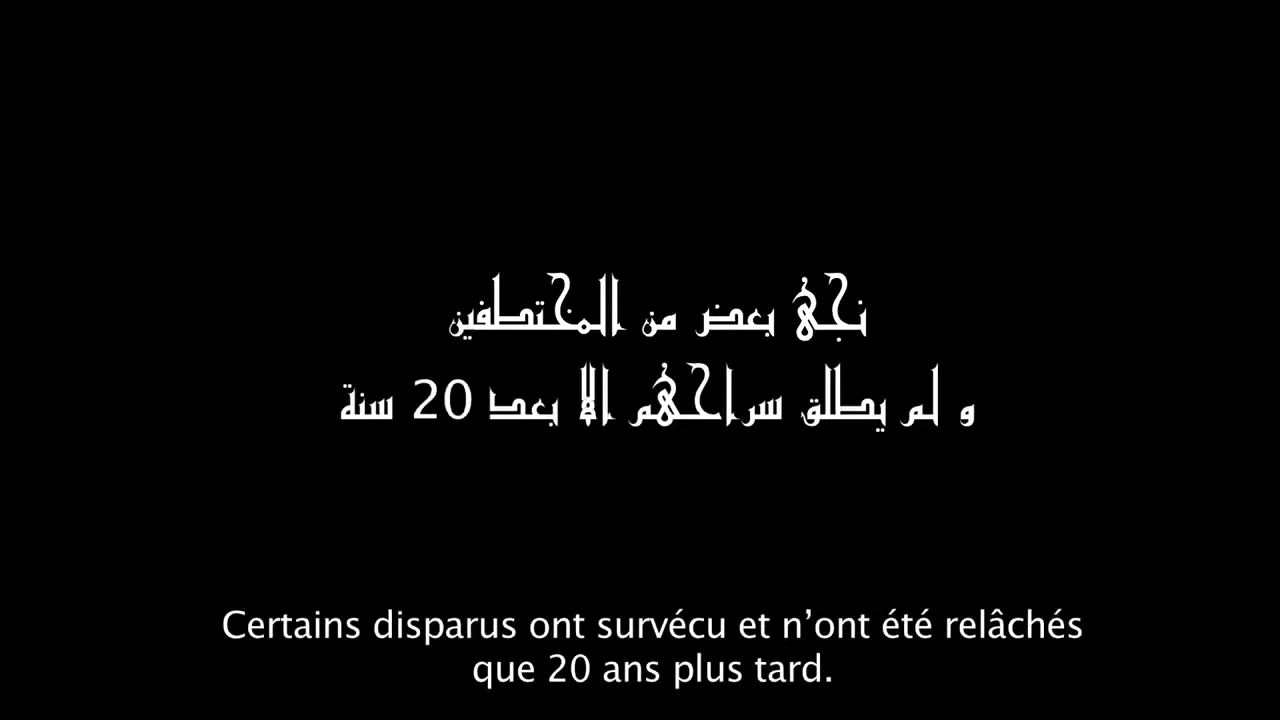 نجى بعض من المختطفين
و لم يطلق سراحهم الا بعد 20 سنة
Certains disparus ont survécu et n’ont été relâchés
que 20 ans plus tard.